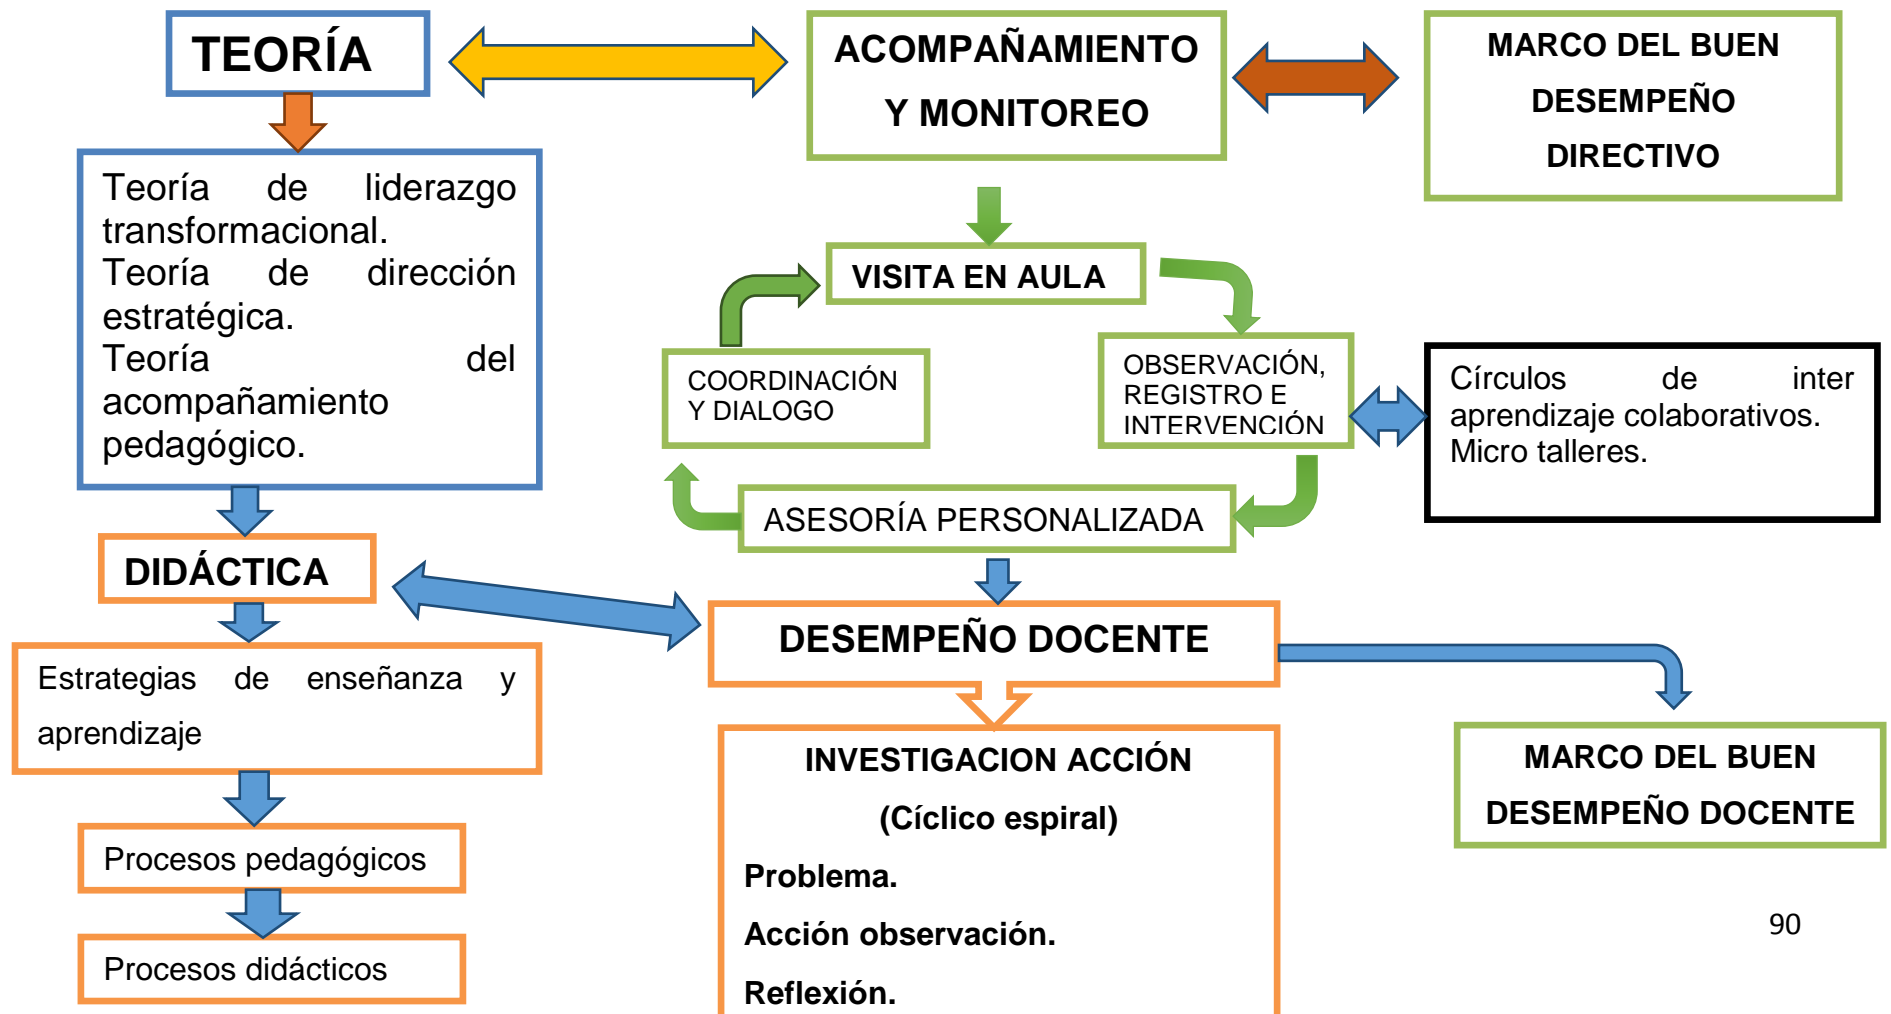 TEORÍA
ACOMPAÑAMIENTO
Y MONITOREO
MARCO DEL BUEN
DESEMPEÑO
DIRECTIVO
Teoría de liderazgo
transformacional.
Teoría de dirección
estratégica.
Teoría del
acompañamiento
pedagógico.
VISITA EN AULA
COORDINACIÓN
Y DIALOGO
OBSERVACIÓN,
REGISTRO E
INTERVENCIÓN
Círculos de inter
aprendizaje colaborativos.
Micro talleres.
ASESORÍA PERSONALIZADA
DIDÁCTICA
DESEMPEÑO DOCENTE
Estrategias de enseñanza y
aprendizaje
INVESTIGACION ACCIÓN
(Cíclico espiral)
Problema.
Acción observación.
Reflexión.
MARCO DEL BUEN
DESEMPEÑO DOCENTE
Procesos pedagógicos
Procesos didácticos
90